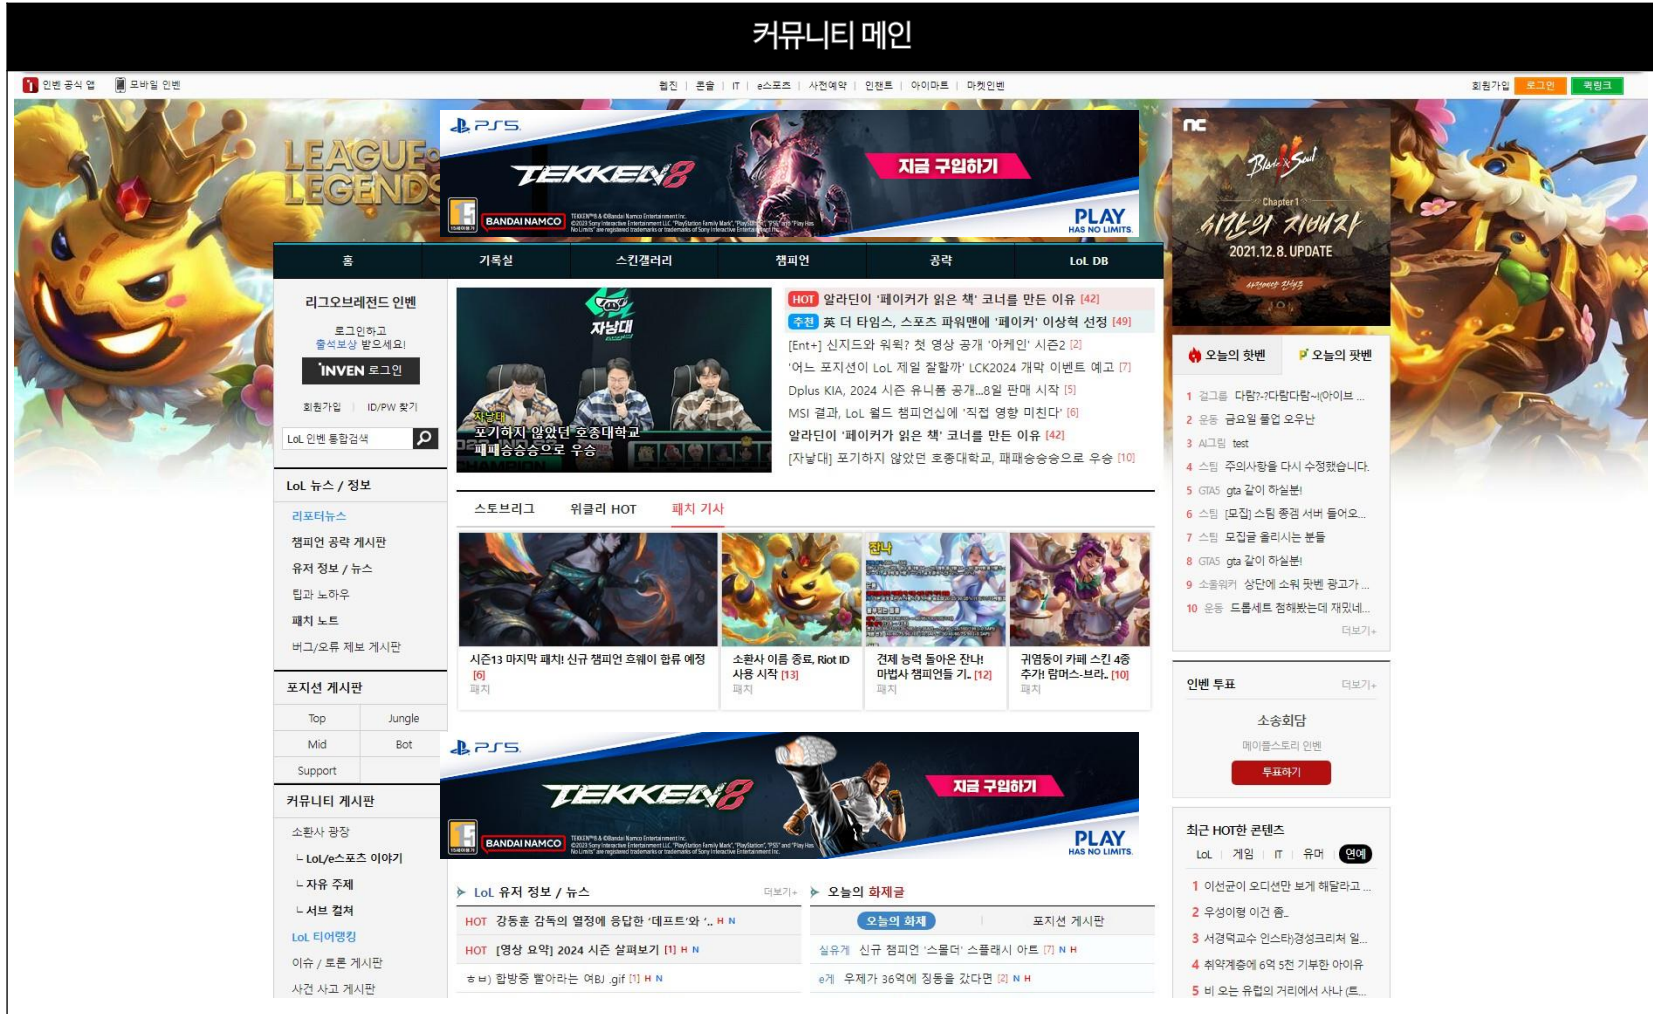 커뮤니티 메인
인벤 공식 앱 모바일 인벤 웹진 | 콘솔 | IT | e스포츠 | 사전예약 | 인챈트 | 아이마트 | 마켓인벤 회원가입 로그인 퀵링크
LEAGUE OF
LEGENDS
PS5
TEKKEN 8
지금 구입하기
15
BANDAI NAMCO
PLAY
HAS NO LIMITS.
NC
Blade & Soul II
Chapter 1
시간의 지배자
2021.12.8. UPDATE
홈 기록실 스킨갤러리 챔피언 공략 LoL DB
리그오브레전드 인벤
로그인하고
출석보상 받으세요!
INVEN 로그인
회원가입 | ID/PW 찾기
LoL 인벤 통합검색
LoL 뉴스 / 정보
리포터뉴스
챔피언 공략 게시판
유저 정보 / 뉴스
팁과 노하우
패치 노트
버그/오류 제보 게시판
포지션 게시판
Top Jungle
Mid Bot
Support
커뮤니티 게시판
소환사 광장
└ LoL/e스포츠 이야기
└ 자유 주제
└ 서브 컬쳐
LoL 티어랭킹
이슈 / 토론 게시판
사건 사고 게시판
자낳대
자낳대
포기하지 않았던 호종대학교
패패승승승으로 우승
HOT 알라딘이 '페이커가 읽은 책' 코너를 만든 이유 [42]
추천 英 더 타임스, 스포츠 파워맨에 '페이커' 이상혁 선정 [49]
[Ent+] 신지드와 워윅? 첫 영상 공개 '아케인' 시즌2 [2]
'어느 포지션이 LoL 제일 잘할까' LCK2024 개막 이벤트 예고 [7]
Dplus KIA, 2024 시즌 유니폼 공개...8일 판매 시작 [5]
MSI 결과, LoL 월드 챔피언십에 '직접 영향 미친다' [6]
알라딘이 '페이커가 읽은 책' 코너를 만든 이유 [42]
[자낳대] 포기하지 않았던 호종대학교, 패패승승승으로 우승 [10]
스토브리그 위클리 HOT 패치 기사
잔나
시즌13 마지막 패치! 신규 챔피언 흐웨이 합류 예정
[6]
패치
소환사 이름 종료, Riot ID
사용 시작 [13]
패치
견제 능력 돌아온 잔나!
마법사 챔피언들 기.. [12]
패치
귀염둥이 카페 스킨 4종
추가! 맘머스-브라.. [10]
패치
PS5
TEKKEN 8
지금 구입하기
15
BANDAI NAMCO
PLAY
HAS NO LIMITS.
LoL 유저 정보 / 뉴스 더보기+
HOT 강동훈 감독의 열정에 응답한 '데프트'와 '.. H N
HOT [영상 요약] 2024 시즌 살펴보기 [1] H N
ㅎㅂ) 합방중 빨아라는 여BJ .gif [1] H N
오늘의 화제글
오늘의 화제 | 포지션 게시판
실유게 신규 챔피언 '스몰더' 스플래시 아트 [7] N H
e게 우제가 36억에 징동을 갔다면 [2] N H
오늘의 핫벤 오늘의 팟벤
1 걸그룹 다람?-?다람다람~!(아이브 ...
2 운동 금요일 풀업 오우난
3 AI그림 test
4 스팀 주의사항을 다시 수정했습니다.
5 GTA5 gta 같이 하실분!
6 스팀 [모집] 스팀 종겜 서버 들어오...
7 스팀 모집글 올리시는 분들
8 GTA5 gta 같이 하실분!
9 소울워커 상단에 소워 팟벤 광고가 ...
10 운동 드롭세트 첨해봤는데 재밌네...
더보기+
인벤 투표 더보기+
소송회담
메이플스토리 인벤
투표하기
최근 HOT한 콘텐츠
LoL | 게임 | IT | 유머 | 연예
1 이선균이 오디션만 보게 해달라고 ...
2 우성이형 이건 좀..
3 서경덕교수 인스타)경성크리처 일...
4 취약계층에 6억 5천 기부한 아이유
5 비 오는 유럽의 거리에서 사나 (트...